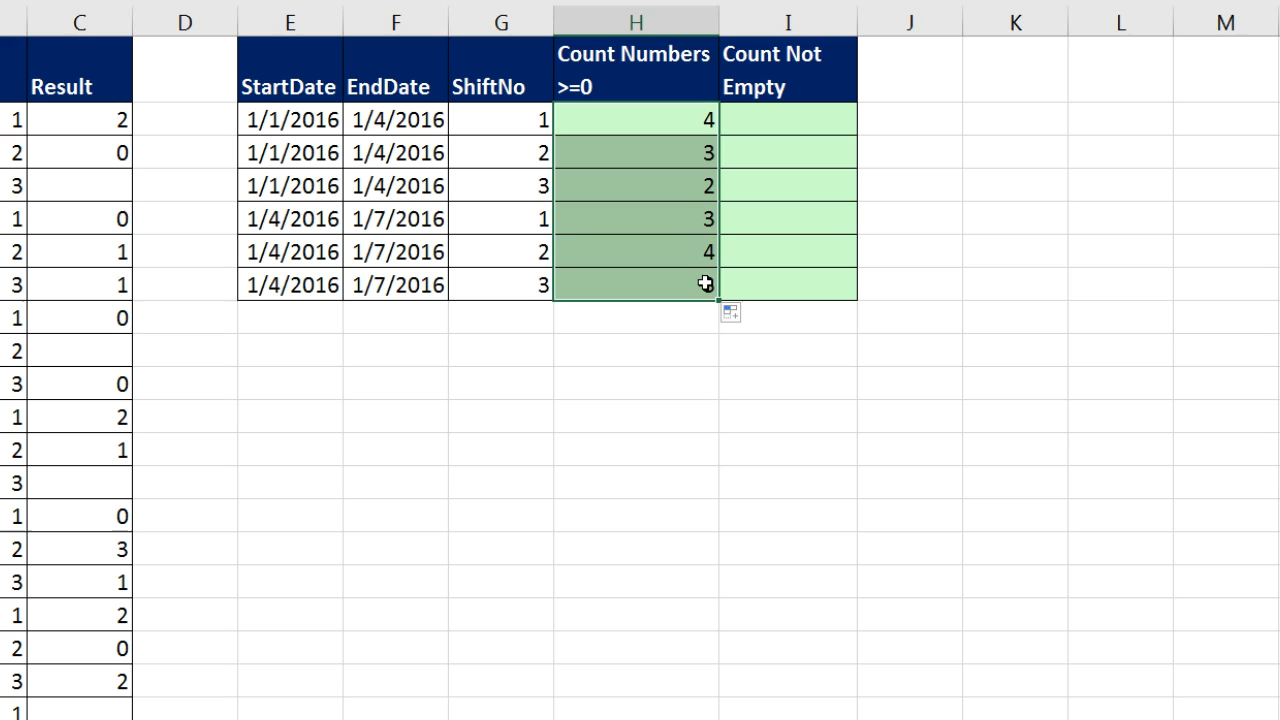 C D E F G H I J K L M
Result StartDate EndDate ShiftNo Count Numbers >=0 Count Not Empty
1 2 1/1/2016 1/4/2016 1 4
2 0 1/1/2016 1/4/2016 2 3
3 1/1/2016 1/4/2016 3 2
1 0 1/4/2016 1/7/2016 1 3
2 1 1/4/2016 1/7/2016 2 4
3 1 1/4/2016 1/7/2016 3
1 0
2
3 0
1 2
2 1
3
1 0
2 3
3 1
1 2
2 0
3 2
1